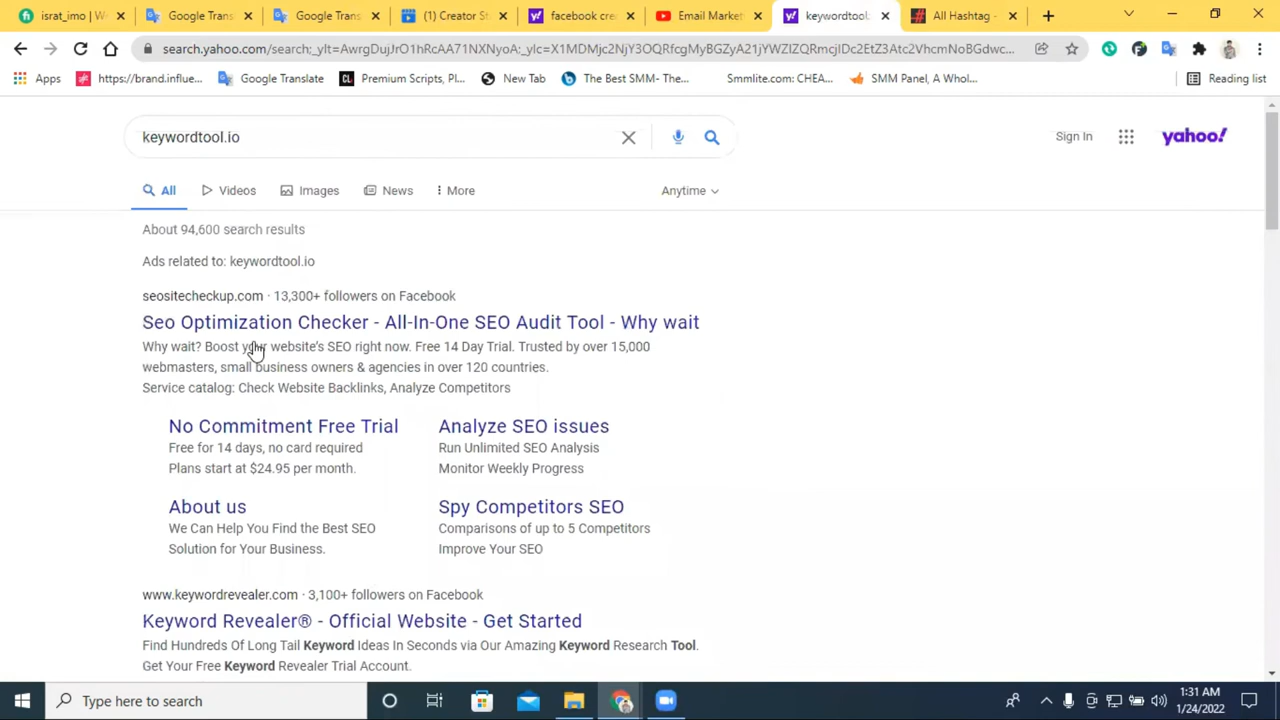 israt_imo | W
Google Trans
Google Trans
(1) Creator St
facebook cre
Email Market
keywordtool.
All Hashtag -
search.yahoo.com/search;_ylt=AwrgDujJrO1hRcAA71NXNyoA;_ylc=X1MDMjc2NjY3OQRfcgMyBGZyA21jYWZlZQRmcjIDc2EtZ3Atc2VhcmNoBGdwc...
Apps
https://brand.influe...
Google Translate
Premium Scripts, Pl...
New Tab
The Best SMM- The...
Smmlite.com: CHEA...
SMM Panel, A Whol...
Reading list
keywordtool.io
Sign In
yahoo!
All
Videos
Images
News
More
Anytime
About 94,600 search results
Ads related to: keywordtool.io
seositecheckup.com · 13,300+ followers on Facebook
Seo Optimization Checker - All-In-One SEO Audit Tool - Why wait
Why wait? Boost your website's SEO right now. Free 14 Day Trial. Trusted by over 15,000
webmasters, small business owners & agencies in over 120 countries.
Service catalog: Check Website Backlinks, Analyze Competitors
No Commitment Free Trial
Free for 14 days, no card required
Plans start at $24.95 per month.
Analyze SEO issues
Run Unlimited SEO Analysis
Monitor Weekly Progress
About us
We Can Help You Find the Best SEO
Solution for Your Business.
Spy Competitors SEO
Comparisons of up to 5 Competitors
Improve Your SEO
www.keywordrevealer.com · 3,100+ followers on Facebook
Keyword Revealer® - Official Website - Get Started
Find Hundreds Of Long Tail Keyword Ideas In Seconds via Our Amazing Keyword Research Tool.
Get Your Free Keyword Revealer Trial Account.
Type here to search
1:31 AM
1/24/2022